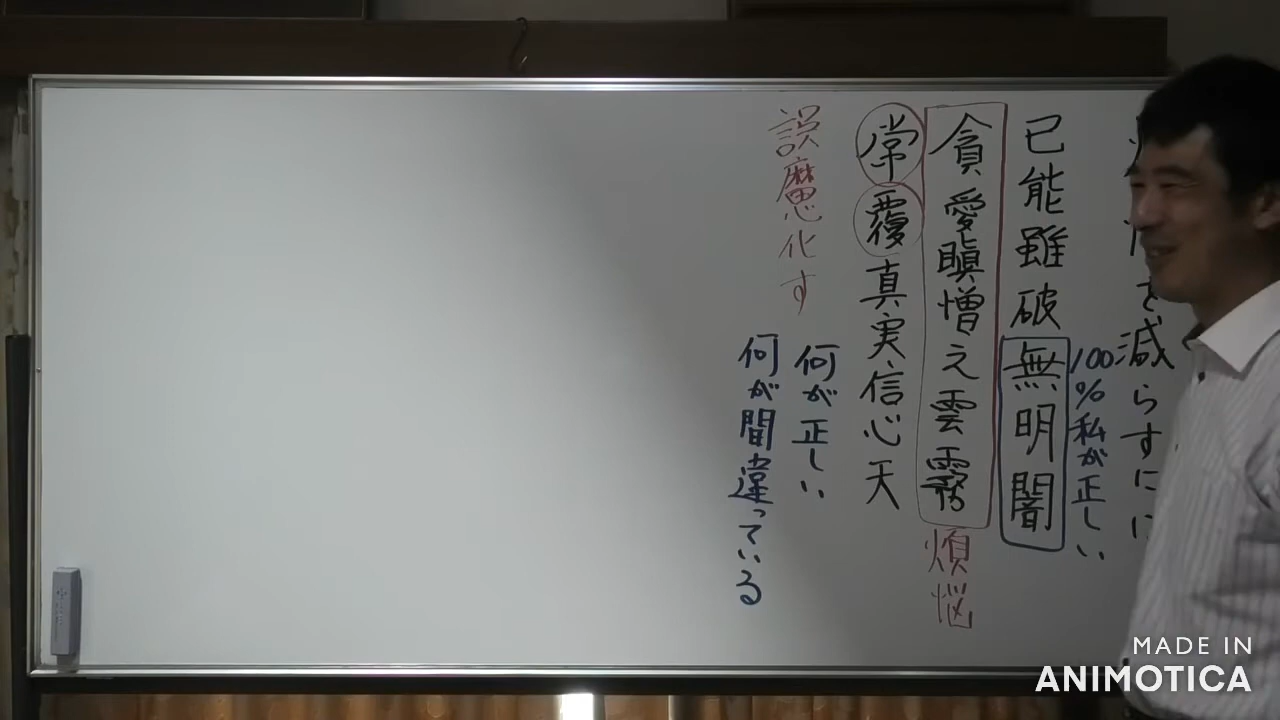 を減らすに
100%私が正しい
已能雖破無明闇
貪愛瞋憎之雲霧
煩悩
常覆真実信心天
誤魔化す
何が正しい
何が間違っている
MADE IN
ANIMOTICA